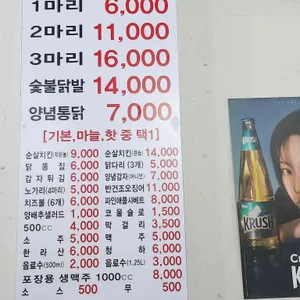 1마리 6,000
2마리 11,000
3마리 16,000
숯불닭발 14,000
양념통닭 7,000
[기본,마늘,핫 중 택1]
순살치킨 9,000 순살치킨 14,000
닭똥집 6,000 닭다리 (3개) 5,000
감자튀김 6,000 양념감자 7,000
노가리(4마리) 5,000 반건조오징어 11,000
치즈볼 (6개) 6,000 파인애플샤베트 8,000
양배추샐러드 1,000 코울슬로 1,500
500cc 4,000 막걸리 3,500
소주 5,000 맥주 5,000
한라산 6,000 청하 6,000
음료수(500ml) 2,000 음료수(1.25L) 3,000
포장용 생맥주 1000cc 8,000
소스 500 무 500
KRUSH
K